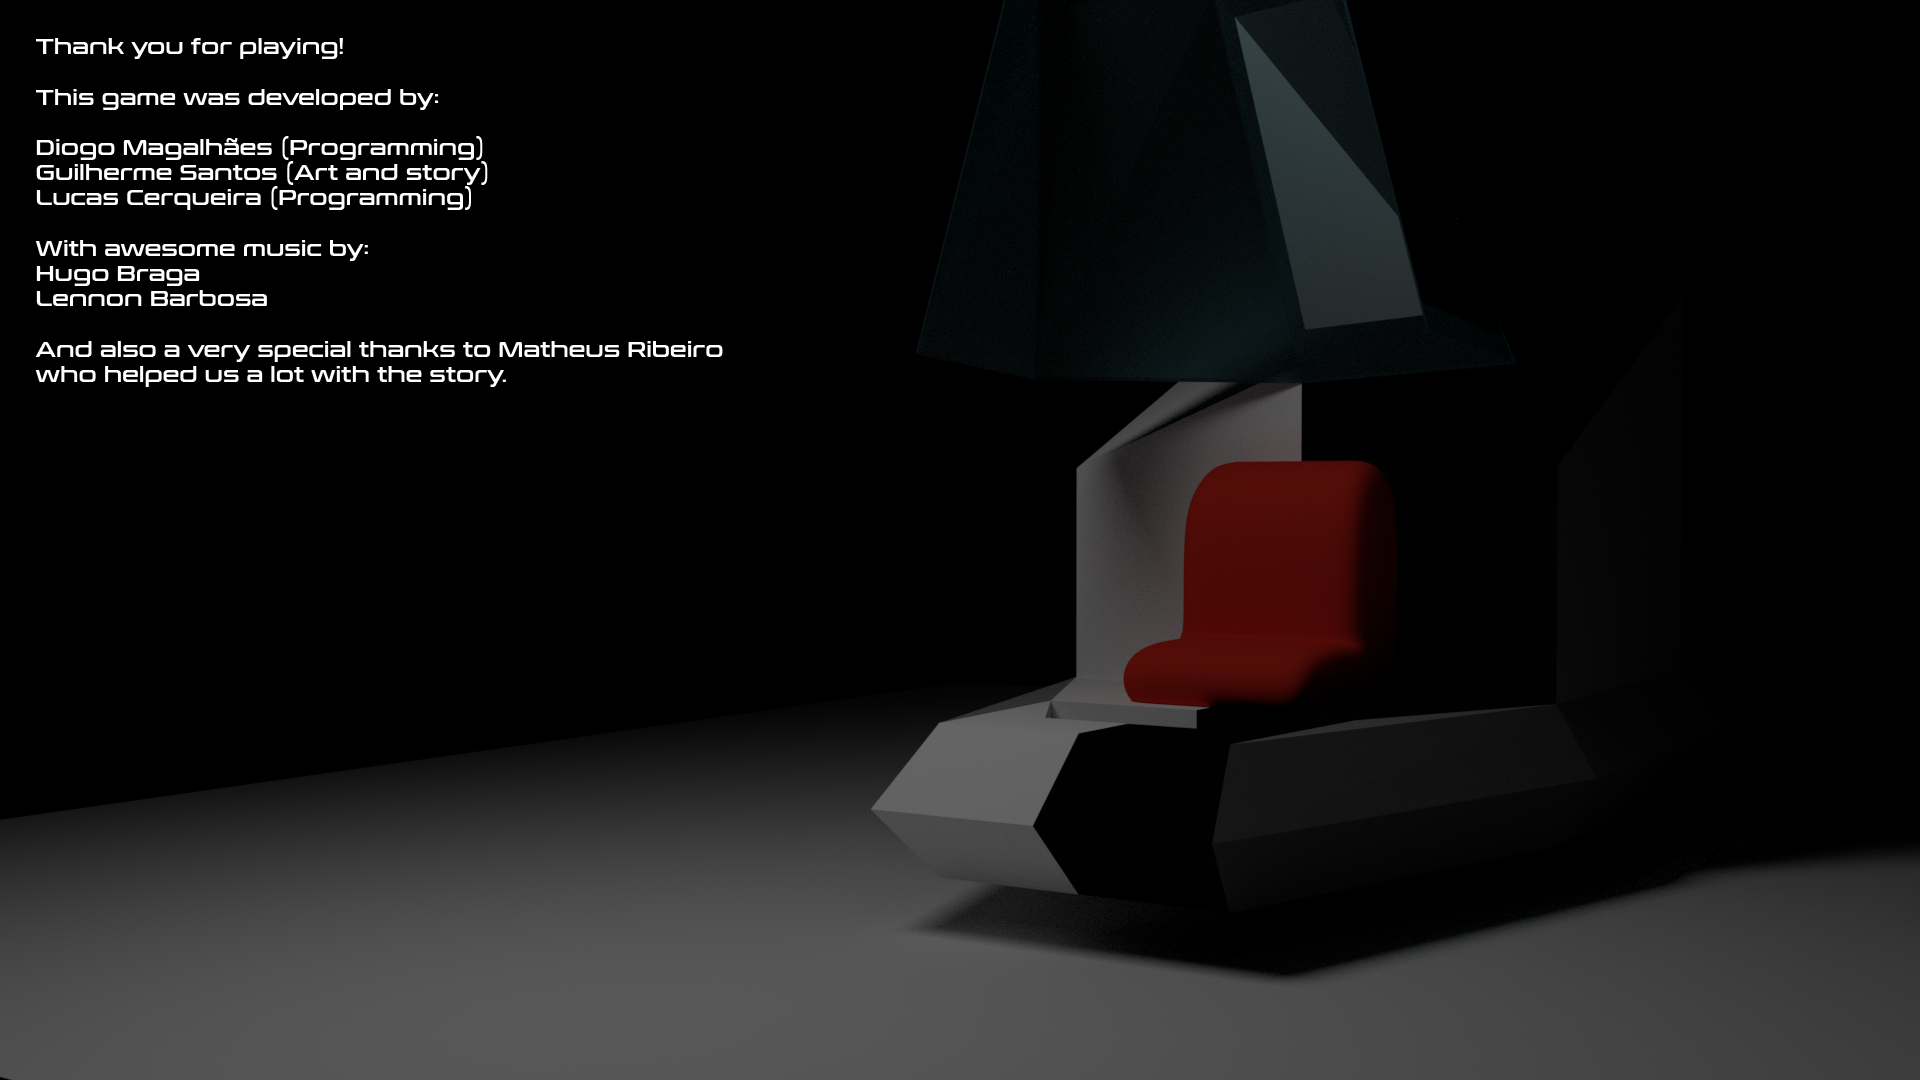 Thank you for playing!
This game was developed by:
Diogo Magalhães (Programming)
Guilherme Santos (Art and story)
Lucas Cerqueira (Programming)
With awesome music by:
Hugo Braga
Lennon Barbosa
And also a very special thanks to Matheus Ribeiro
who helped us a lot with the story.